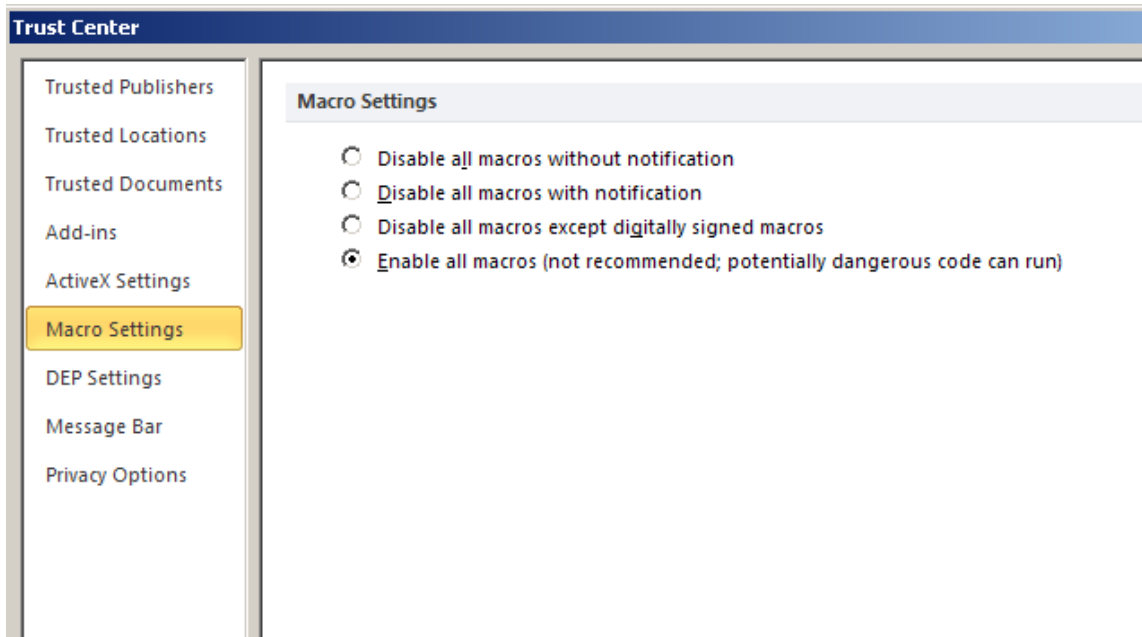 Trust Center
Trusted Publishers
Trusted Locations
Trusted Documents
Add-ins
ActiveX Settings
Macro Settings
DEP Settings
Message Bar
Privacy Options
Macro Settings
Disable all macros without notification
Disable all macros with notification
Disable all macros except digitally signed macros
Enable all macros (not recommended; potentially dangerous code can run)